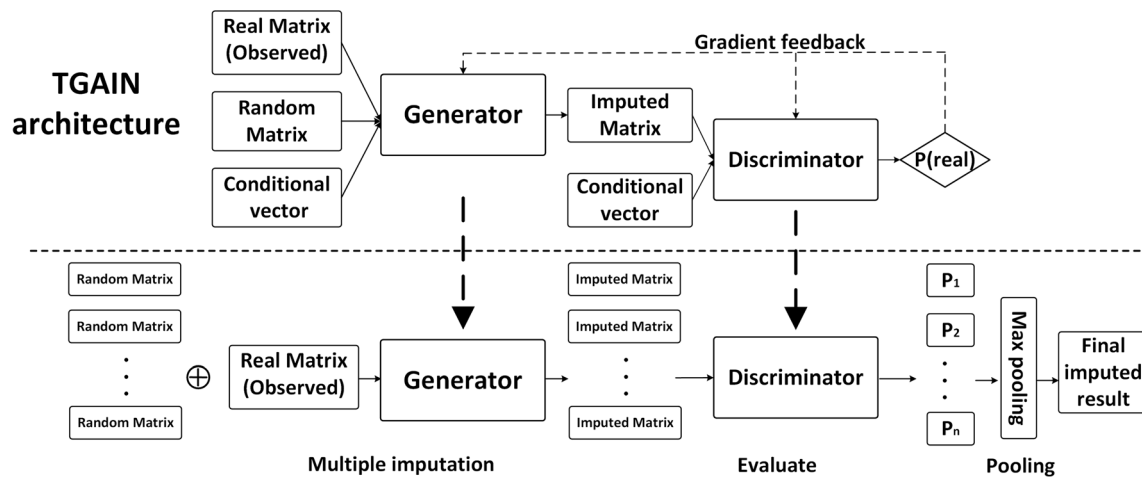 TGAIN
architecture
Real Matrix
(Observed)
Random
Matrix
Conditional
vector
Generator
Gradient feedback
Imputed
Matrix
Conditional
vector
Discriminator
P(real)
Random Matrix
Random Matrix
Random Matrix
⊕
Real Matrix
(Observed)
Generator
Imputed Matrix
Imputed Matrix
Imputed Matrix
Discriminator
P1
P2
Pn
Max pooling
Final
imputed
result
Multiple imputation
Evaluate
Pooling